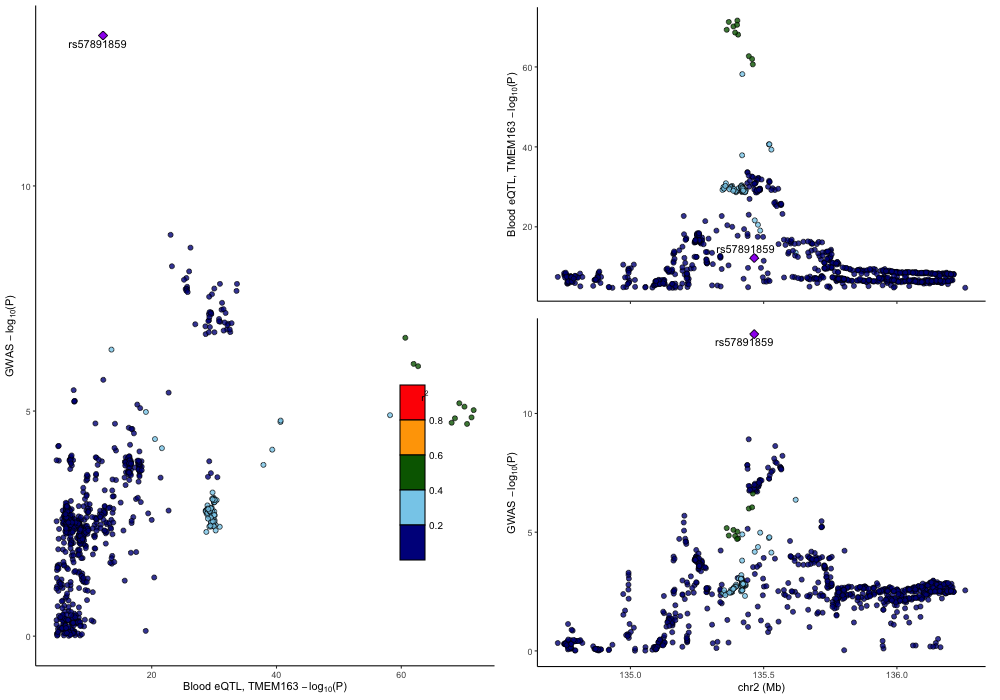 rs57891859
10
5
0
GWAS −log10(P)
20
40
60
Blood eQTL, TMEM163 −log10(P)
r2
0.8
0.6
0.4
0.2
60
40
20
Blood eQTL, TMEM163 −log10(P)
rs57891859
rs57891859
10
5
0
GWAS −log10(P)
135.0
135.5
136.0
chr2 (Mb)